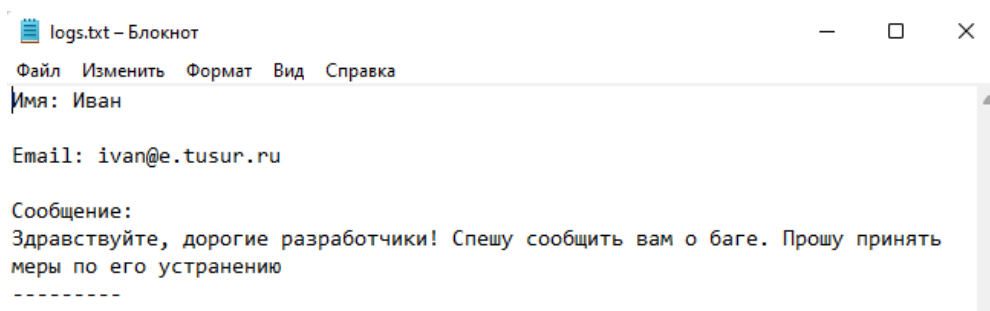 logs.txt – Блокнот
Файл Изменить Формат Вид Справка
Имя: Иван
Email: ivan@e.tusur.ru
Сообщение:
Здравствуйте, дорогие разработчики! Спешу сообщить вам о баге. Прошу принять
меры по его устранению
---------